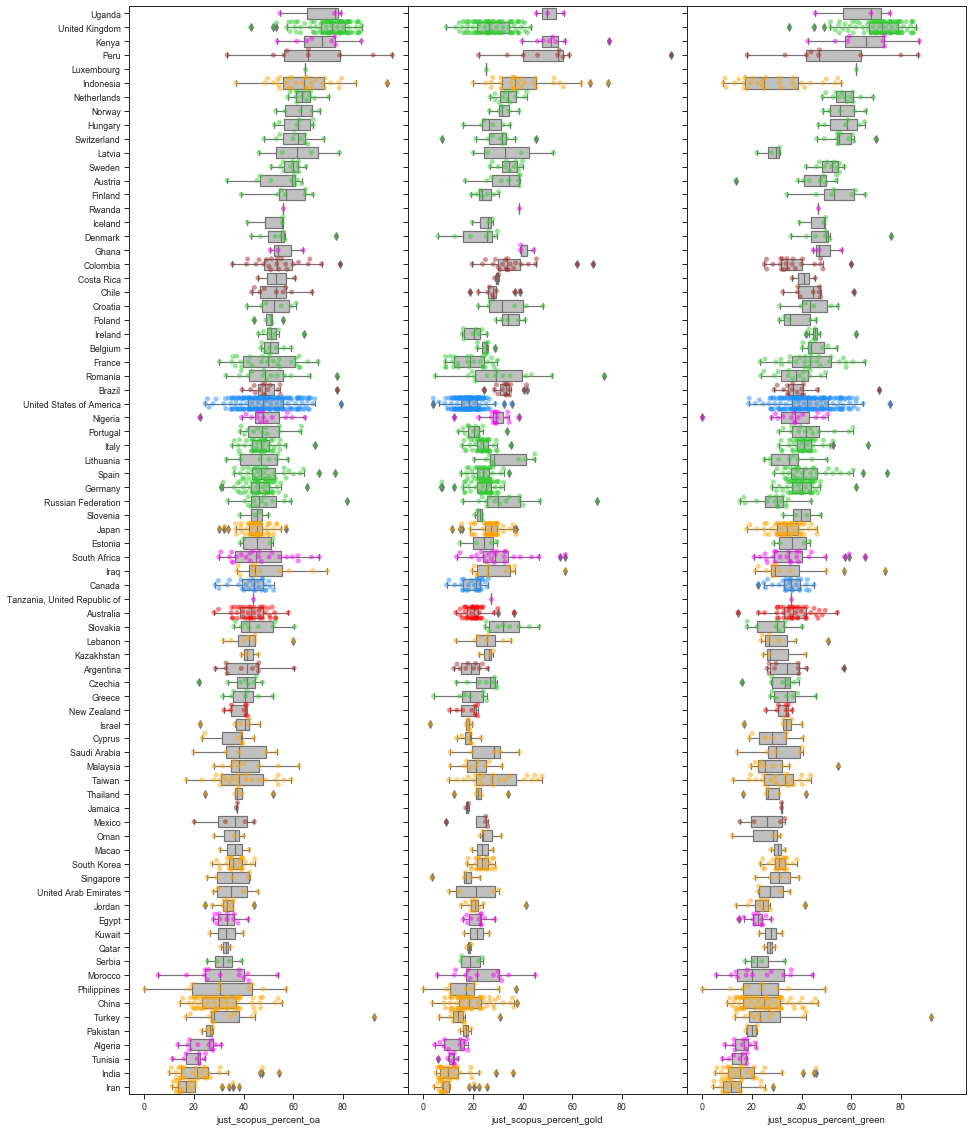 Uganda
United Kingdom
Kenya
Peru
Luxembourg
Indonesia
Netherlands
Norway
Hungary
Switzerland
Latvia
Sweden
Austria
Finland
Rwanda
Iceland
Denmark
Ghana
Colombia
Costa Rica
Chile
Croatia
Poland
Ireland
Belgium
France
Romania
Brazil
United States of America
Nigeria
Portugal
Italy
Lithuania
Spain
Germany
Russian Federation
Slovenia
Japan
Estonia
South Africa
Iraq
Canada
Tanzania, United Republic of
Australia
Slovakia
Lebanon
Kazakhstan
Argentina
Czechia
Greece
New Zealand
Israel
Cyprus
Saudi Arabia
Malaysia
Taiwan
Thailand
Jamaica
Mexico
Oman
Macao
South Korea
Singapore
United Arab Emirates
Jordan
Egypt
Kuwait
Qatar
Serbia
Morocco
Philippines
China
Turkey
Pakistan
Algeria
Tunisia
India
Iran
0 20 40 60 80 0 20 40 60 80 0 20 40 60 80
just_scopus_percent_oa just_scopus_percent_gold just_scopus_percent_green